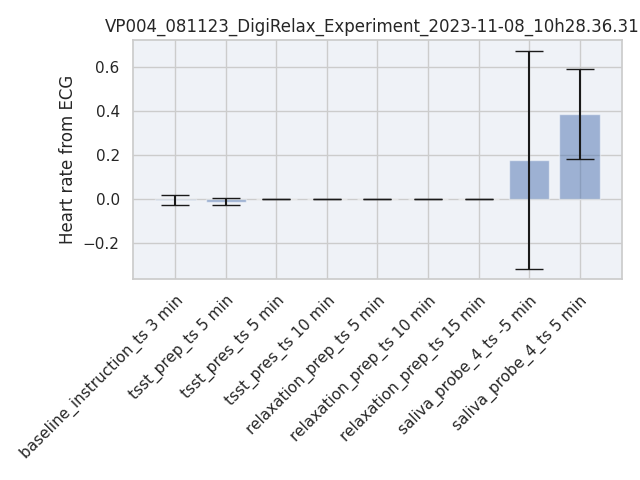 VP004_081123_DigiRelax_Experiment_2023-11-08_10h28.36.31
Heart rate from ECG
0.6
0.4
0.2
0.0
−0.2
baseline_instruction_ts 3 min
tsst_prep_ts 5 min
tsst_pres_ts 5 min
tsst_pres_ts 10 min
relaxation_prep_ts 5 min
relaxation_prep_ts 10 min
relaxation_prep_ts 15 min
saliva_probe_4_ts -5 min
saliva_probe_4_ts 5 min